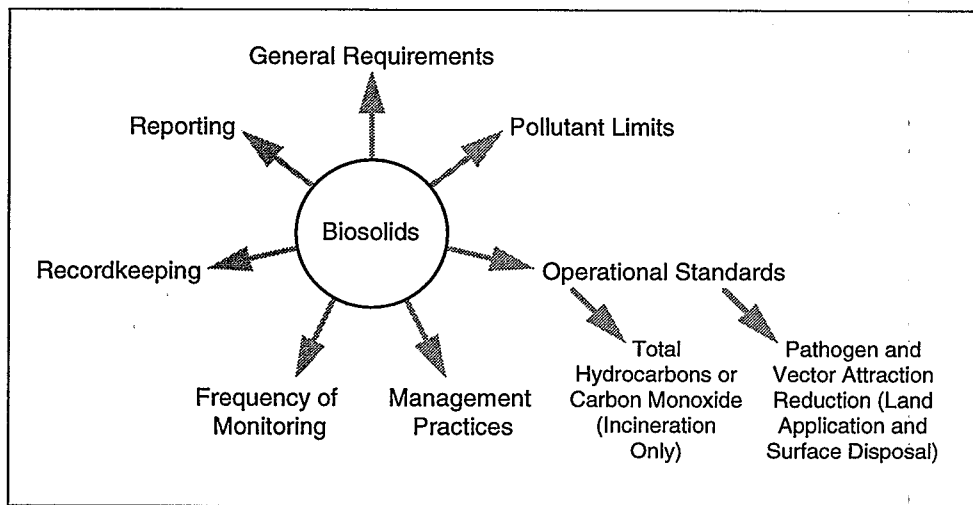 General Requirements
Reporting
Pollutant Limits
Biosolids
Recordkeeping
Operational Standards
Frequency of
Monitoring
Management
Practices
Total
Hydrocarbons or
Carbon Monoxide
(Incineration
Only)
Pathogen and
Vector Attraction
Reduction (Land
Application and
Surface Disposal)